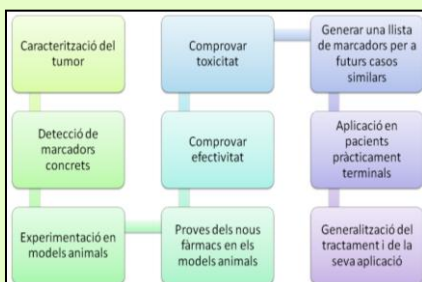 Caracterització del
tumor
Detecció de
marcadors
concrets
Experimentació en
models animals
Proves dels nous
fàrmacs en els
models animals
Comprovar
efectivitat
Comprovar
toxicitat
Generar una llista
de marcadors per a
futurs casos
similars
Aplicació en
pacients
pràcticament
terminals
Generalització del
tractament i de la
seva aplicació